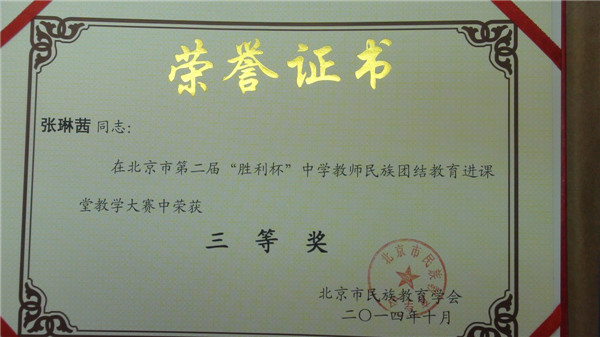 荣誉证书
张琳茜 同志：
在北京市第二届“胜利杯”中学教师民族团结教育进课
堂教学大赛中荣获
三等奖
北京市民族教育学会
二〇一四年十月